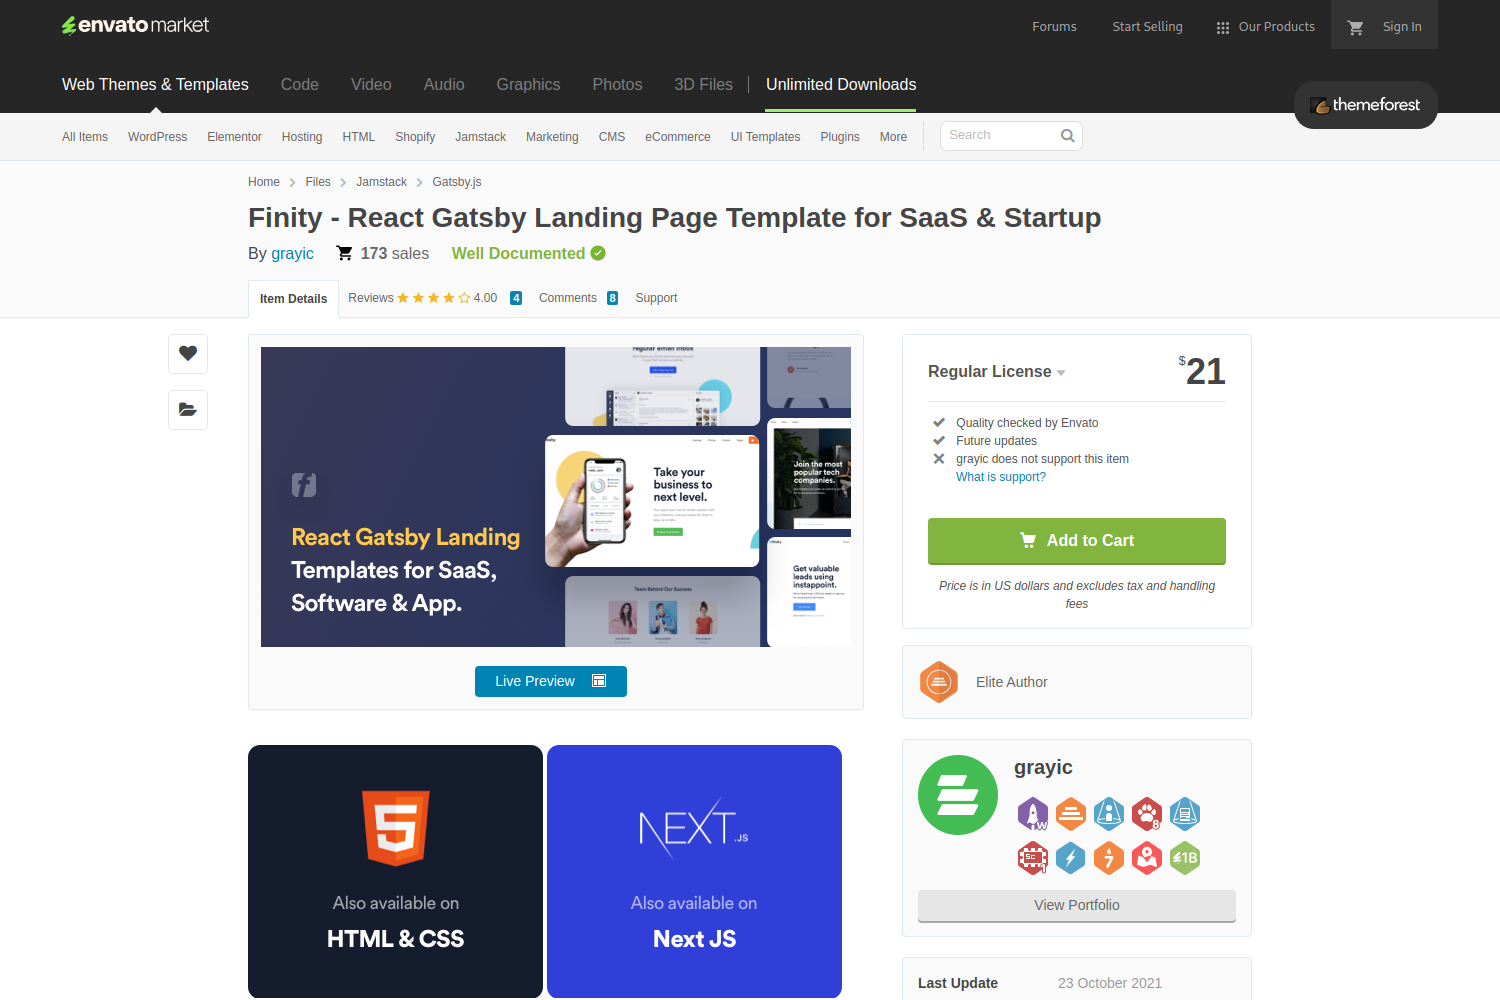 envato market
Forums
Start Selling
Our Products
Sign In
Web Themes & Templates
Code
Video
Audio
Graphics
Photos
3D Files
Unlimited Downloads
themeforest
All Items
WordPress
Elementor
Hosting
HTML
Shopify
Jamstack
Marketing
CMS
eCommerce
UI Templates
Plugins
More
Search
Home
Files
Jamstack
Gatsby.js
Finity - React Gatsby Landing Page Template for SaaS & Startup
By grayic
173 sales
Well Documented
Item Details
Reviews
4.00
4
Comments
8
Support
regular email inbox
React Gatsby Landing
Templates for SaaS,
Software & App.
Take your
business to
next level.
Join the most
popular tech
companies.
Get valuable
leads using
instappoint.
Team Behind Our Success
Live Preview
Regular License
$21
Quality checked by Envato
Future updates
grayic does not support this item
What is support?
Add to Cart
Price is in US dollars and excludes tax and handling
fees
Elite Author
grayic
W
8
SC
1
7
1B
View Portfolio
Last Update
23 October 2021
5
Also available on
HTML & CSS
NEXT.JS
Also available on
Next JS